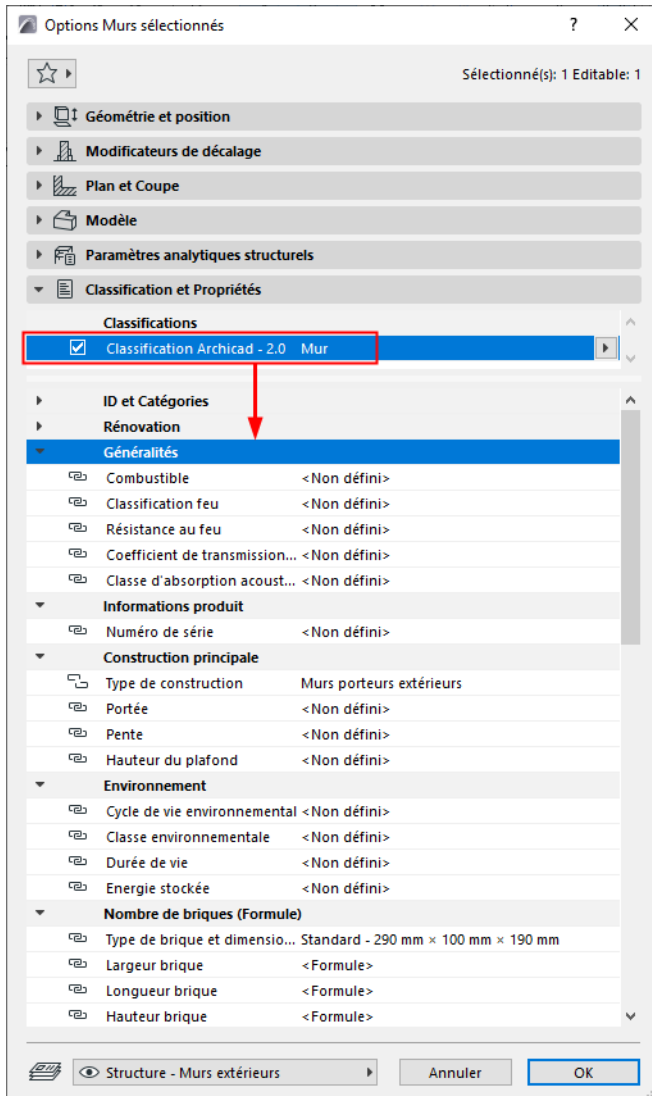 Options Murs sélectionnés
?
Sélectionné(s): 1 Editable: 1
Géométrie et position
Modificateurs de décalage
Plan et Coupe
Modèle
Paramètres analytiques structurels
Classification et Propriétés
Classifications
Classification Archicad - 2.0 Mur
ID et Catégories
Rénovation
Généralités
Combustible <Non défini>
Classification feu <Non défini>
Résistance au feu <Non défini>
Coefficient de transmission... <Non défini>
Classe d'absorption acoust... <Non défini>
Informations produit
Numéro de série <Non défini>
Construction principale
Type de construction Murs porteurs extérieurs
Portée <Non défini>
Pente <Non défini>
Hauteur du plafond <Non défini>
Environnement
Cycle de vie environnemental <Non défini>
Classe environnementale <Non défini>
Durée de vie <Non défini>
Energie stockée <Non défini>
Nombre de briques (Formule)
Type de brique et dimensio... Standard - 290 mm × 100 mm × 190 mm
Largeur brique <Formule>
Longueur brique <Formule>
Hauteur brique <Formule>
Structure - Murs extérieurs Annuler OK